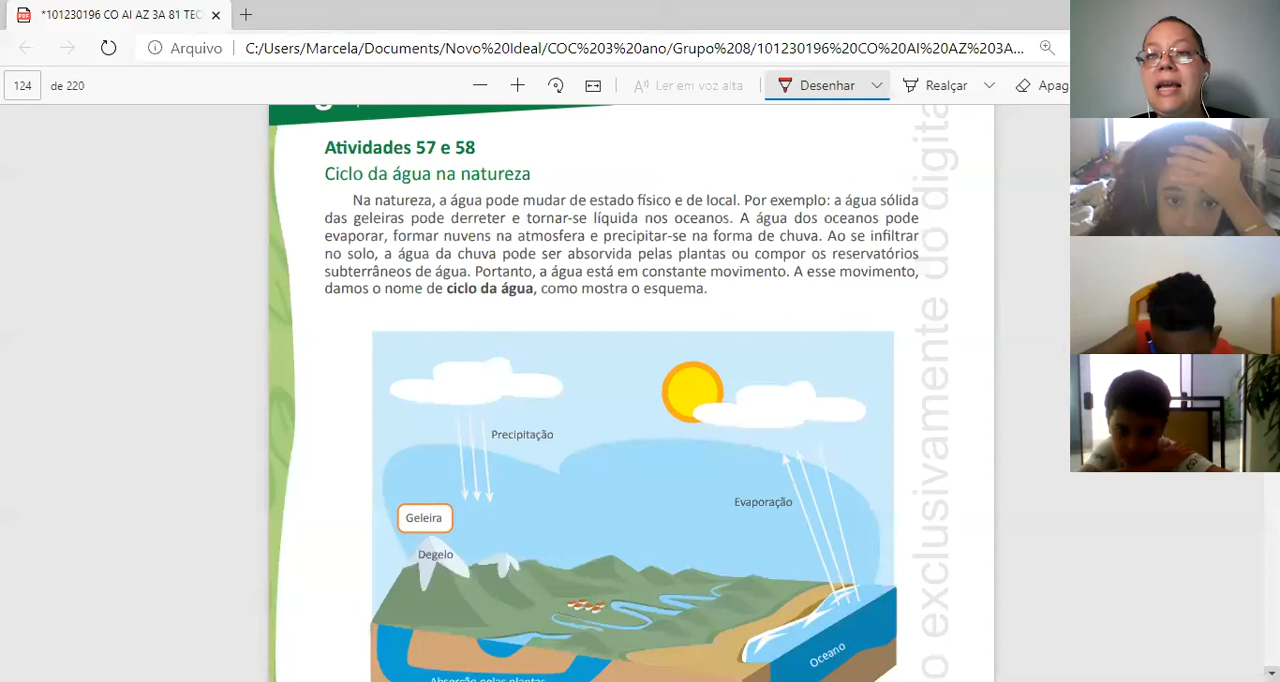 *101230196 CO AI AZ 3A 81 TEC
Arquivo
C:/Users/Marcela/Documents/Novo%20Ideal/COC%203%20ano/Grupo%208/101230196%20CO%20AI%20AZ%203A...
124
de 220
Ler em voz alta
Desenhar
Realçar
Apag
Atividades 57 e 58
Ciclo da água na natureza
Na natureza, a água pode mudar de estado físico e de local. Por exemplo: a água sólida
das geleiras pode derreter e tornar-se líquida nos oceanos. A água dos oceanos pode
evaporar, formar nuvens na atmosfera e precipitar-se na forma de chuva. Ao se infiltrar
no solo, a água da chuva pode ser absorvida pelas plantas ou compor os reservatórios
subterrâneos de água. Portanto, a água está em constante movimento. A esse movimento,
damos o nome de ciclo da água, como mostra o esquema.
Precipitação
Evaporação
Geleira
Degelo
Oceano
Absorção pelas plantas
o exclusivamente do digita